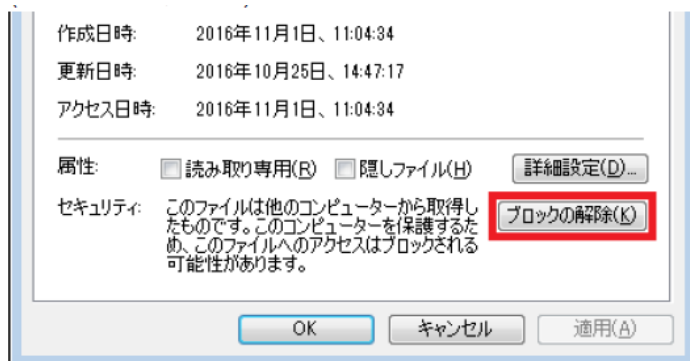 作成日時: 2016年11月1日、11:04:34
更新日時: 2016年10月25日、14:47:17
アクセス日時: 2016年11月1日、11:04:34
属性: 読み取り専用(R) 隠しファイル(H) 詳細設定(D)...
セキュリティ: このファイルは他のコンピューターから取得し
たものです。このコンピューターを保護するた
め、このファイルへのアクセスはブロックされる
可能性があります。
ブロックの解除(K)
OK キャンセル 適用(A)